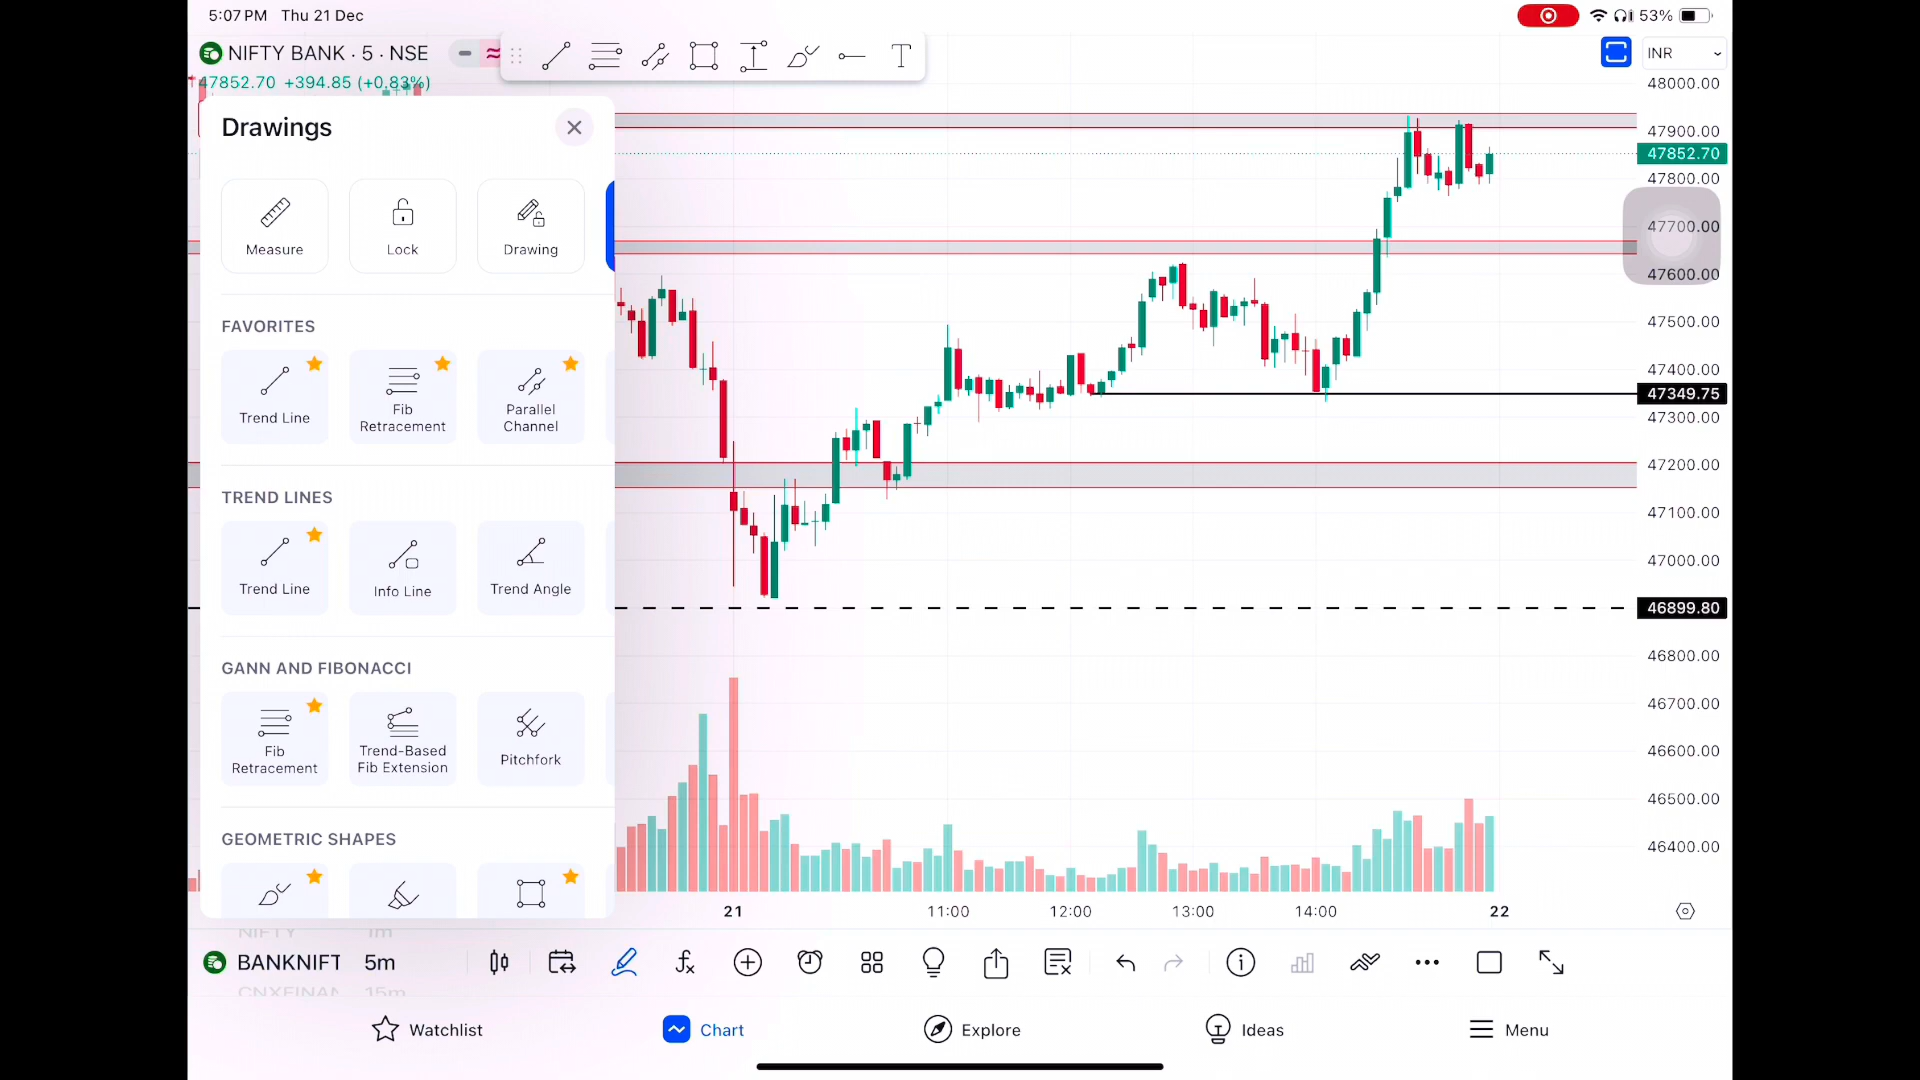 5:07 PM Thu 21 Dec
53%
NIFTY BANK · 5 · NSE
INR
47852.70 +394.85 (+0.83%)
T
Drawings
Measure
Lock
Drawing
FAVORITES
Trend Line
Fib Retracement
Parallel Channel
TREND LINES
Trend Line
Info Line
Trend Angle
GANN AND FIBONACCI
Fib Retracement
Trend-Based Fib Extension
Pitchfork
GEOMETRIC SHAPES
48000.00
47900.00
47852.70
47800.00
47700.00
47600.00
47500.00
47400.00
47349.75
47300.00
47200.00
47100.00
47000.00
46899.80
46800.00
46700.00
46600.00
46500.00
46400.00
21
11:00
12:00
13:00
14:00
22
NIFTY 1m
BANKNIFT 5m
CNXFINAN 15m
Watchlist
Chart
Explore
Ideas
Menu